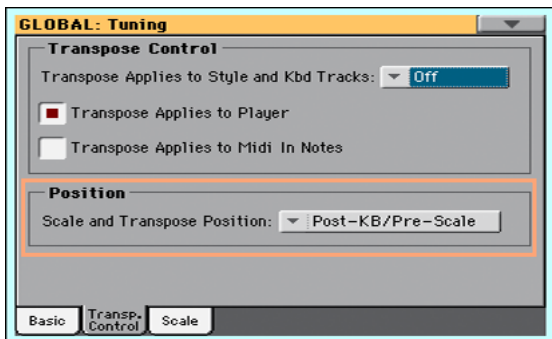 GLOBAL: Tuning
Transpose Control
Transpose Applies to Style and Kbd Tracks: Off
Transpose Applies to Player
Transpose Applies to Midi In Notes
Position
Scale and Transpose Position: Post-KB/Pre-Scale
Basic Transp. Control Scale